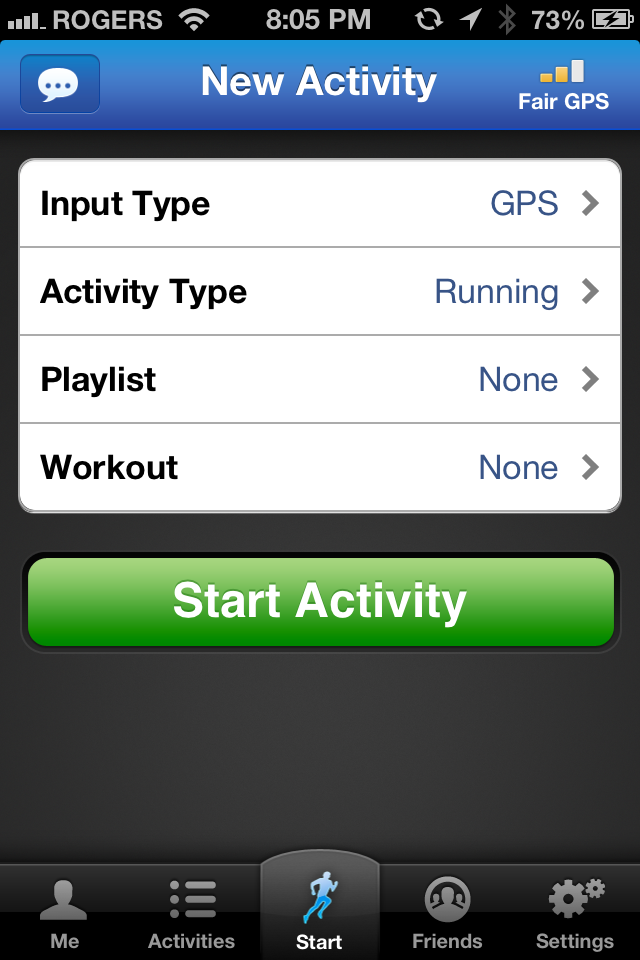 ROGERS 8:05 PM 73%
New Activity
Fair GPS
Input Type GPS
Activity Type Running
Playlist None
Workout None
Start Activity
Me Activities Start Friends Settings